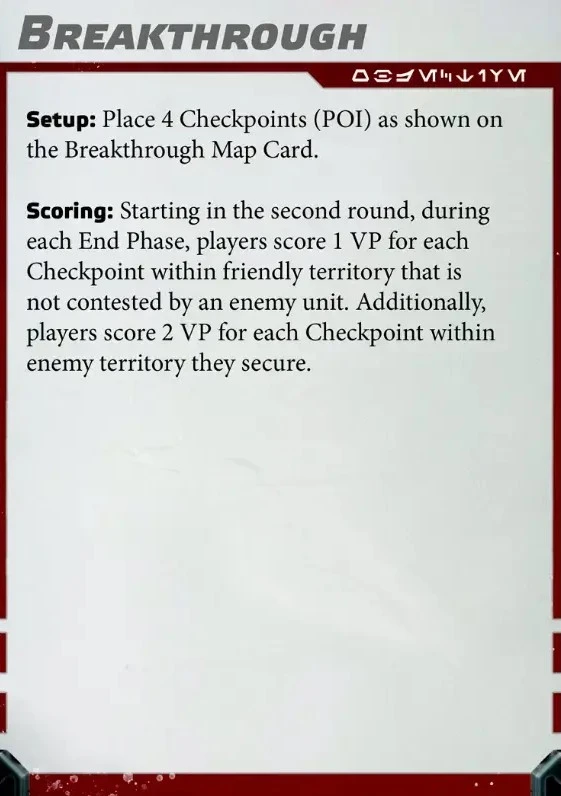 BREAKTHROUGH
Setup: Place 4 Checkpoints (POI) as shown on
the Breakthrough Map Card.
Scoring: Starting in the second round, during
each End Phase, players score 1 VP for each
Checkpoint within friendly territory that is
not contested by an enemy unit. Additionally,
players score 2 VP for each Checkpoint within
enemy territory they secure.